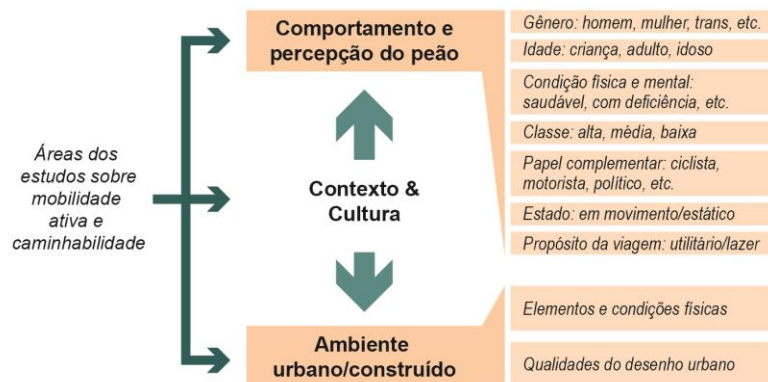 Áreas dos
estudos sobre
mobilidade
ativa e
caminhabilidade
Comportamento e
percepção do peão
Contexto &
Cultura
Ambiente
urbano/construído
Gênero: homem, mulher, trans, etc.
Idade: criança, adulto, idoso
Condição física e mental:
saudável, com deficiência, etc.
Classe: alta, média, baixa
Papel complementar: ciclista,
motorista, político, etc.
Estado: em movimento/estático
Propósito da viagem: utilitário/lazer
Elementos e condições físicas
Qualidades do desenho urbano